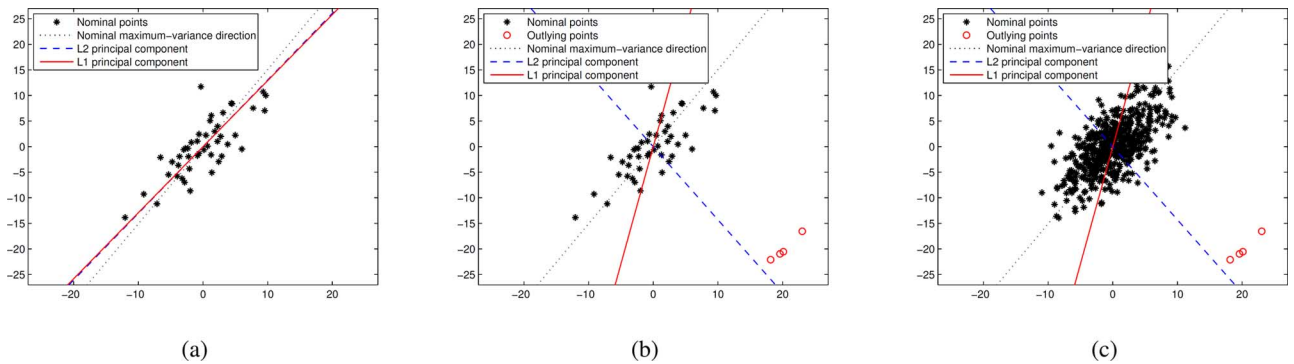 Nominal points
Nominal maximum−variance direction
L2 principal component
L1 principal component
25
20
15
10
5
0
−5
−10
−15
−20
−25
−20
−10
0
10
20
(a)
Nominal points
Outlying points
Nominal maximum−variance direction
L2 principal component
L1 principal component
25
20
15
10
5
0
−5
−10
−15
−20
−25
−20
−10
0
10
20
(b)
Nominal points
Outlying points
Nominal maximum−variance direction
L2 principal component
L1 principal component
25
20
15
10
5
0
−5
−10
−15
−20
−25
−20
−10
0
10
20
(c)